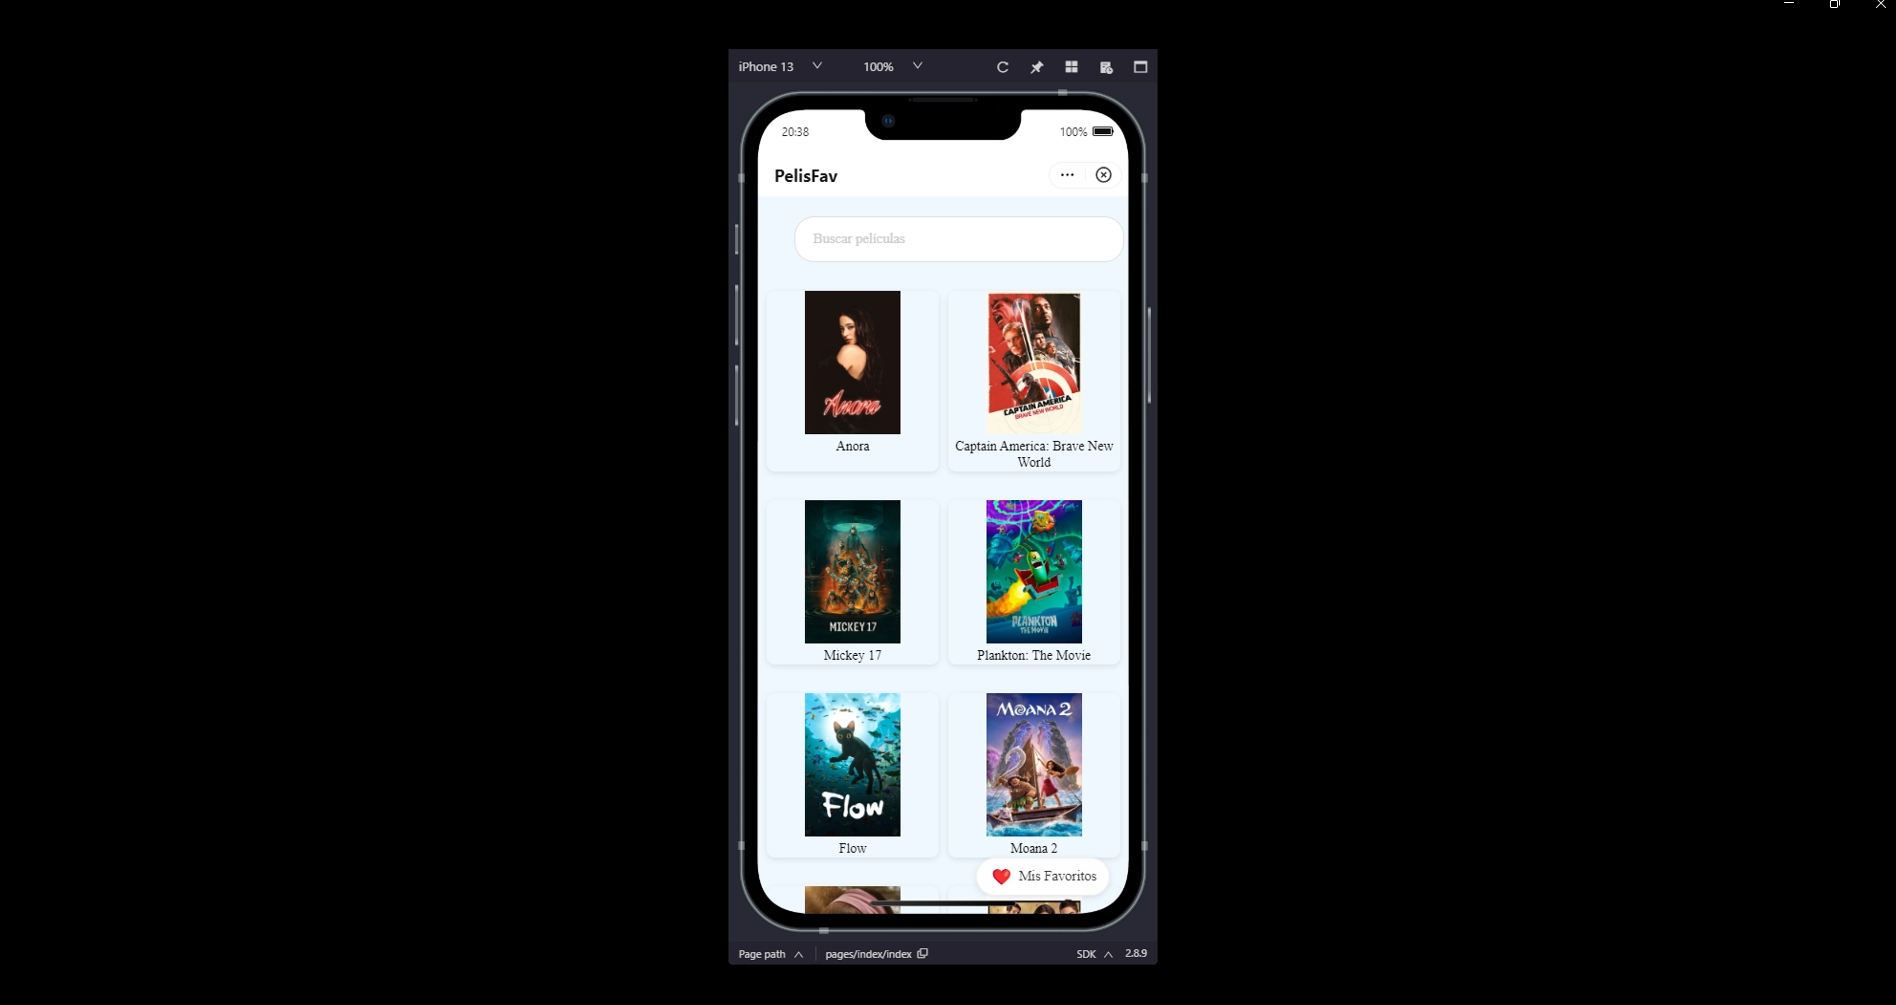 iPhone 13
100%
20:38
100%
PelisFav
Buscar películas
Anora
CAPTAIN AMERICA
BRAVE NEW WORLD
Anora
Captain America: Brave New
World
MICKEY 17
PLANKTON
THE MOVIE
Mickey 17
Plankton: The Movie
MOANA 2
Flow
Flow
Moana 2
Mis Favoritos
Page path
pages/index/index
SDK
2.8.9